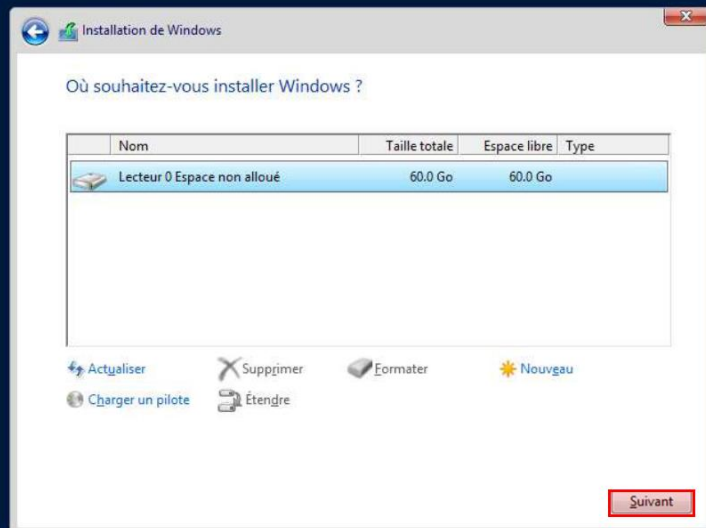 Installation de Windows
Où souhaitez-vous installer Windows ?
Nom Taille totale Espace libre Type
Lecteur 0 Espace non alloué 60.0 Go 60.0 Go
Actualiser Supprimer Formater Nouveau
Charger un pilote Étendre
Suivant